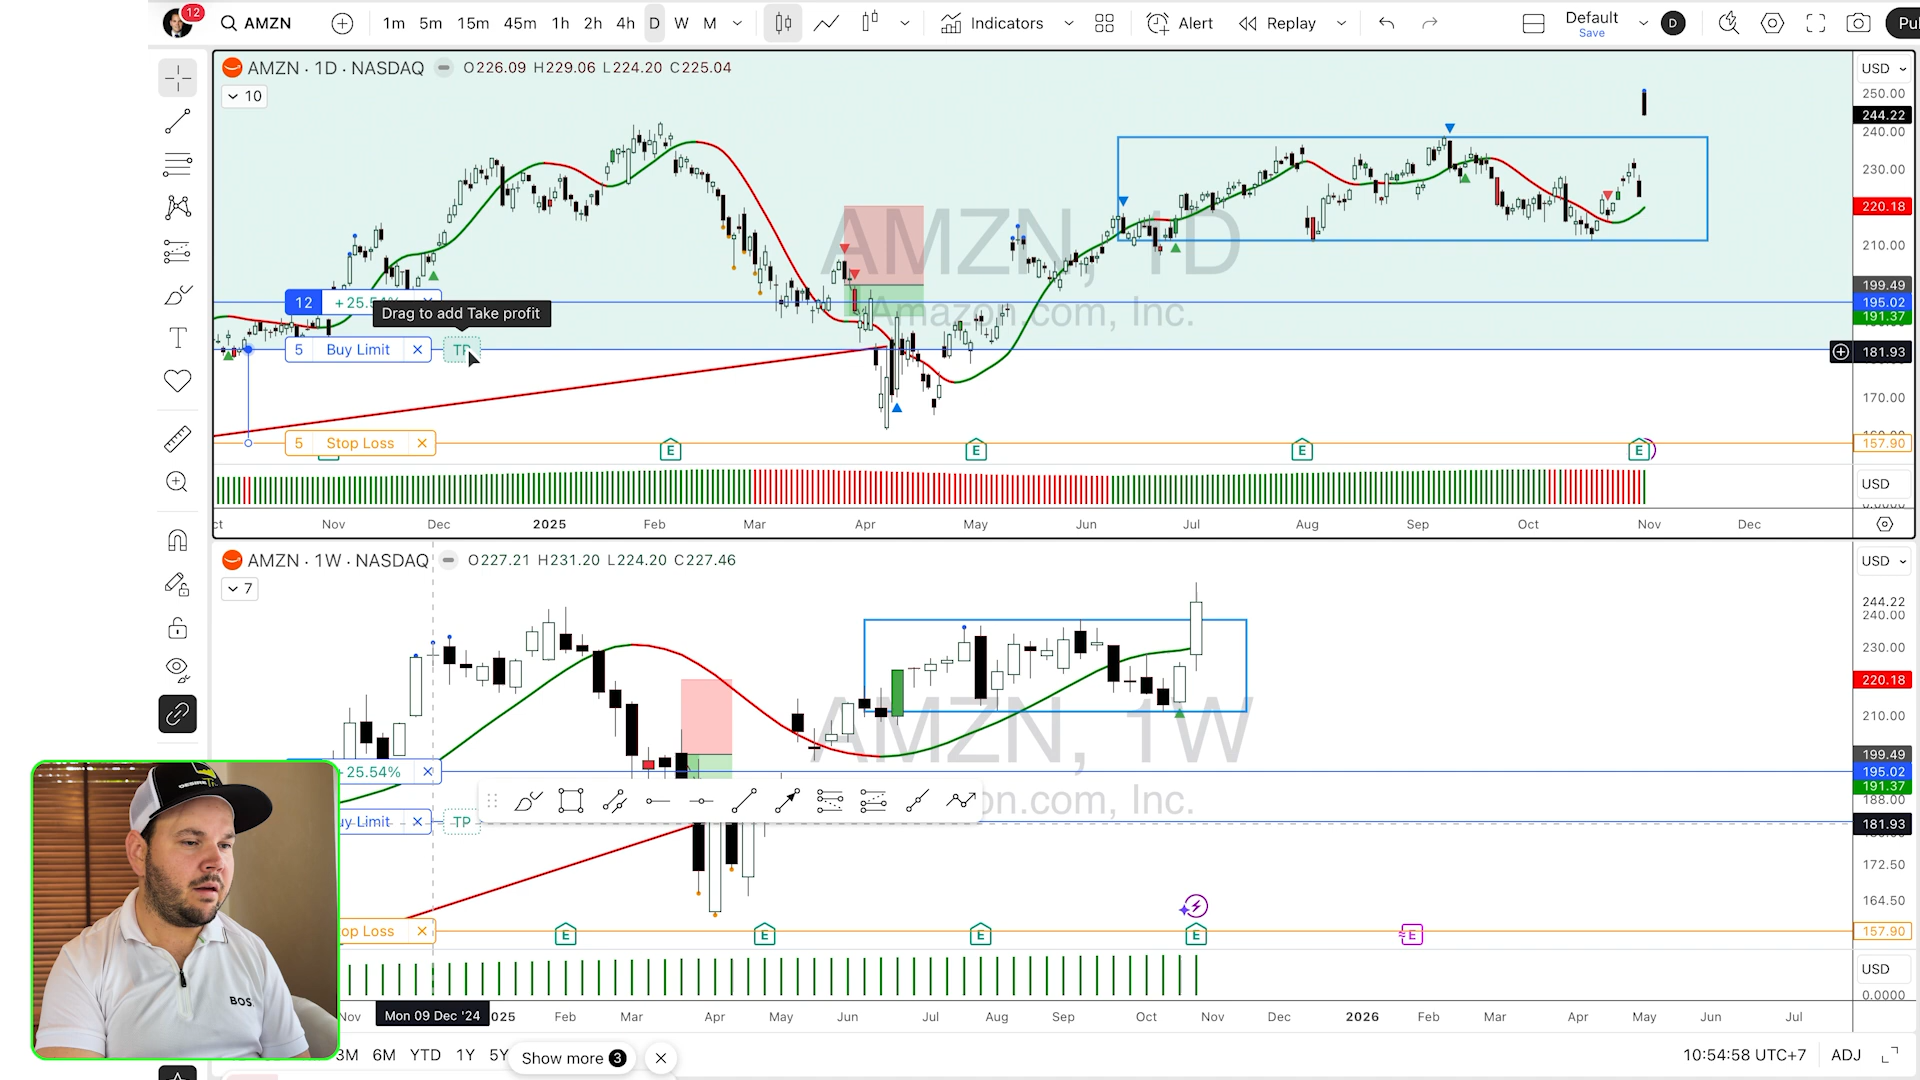 12
AMZN
1m 5m 15m 45m 1h 2h 4h D W M
Indicators
Alert
Replay
Default
Save
D
AMZN · 1D · NASDAQ O226.09 H229.06 L224.20 C225.04
10
USD
250.00
244.22
240.00
230.00
220.18
210.00
199.49
195.02
191.37
181.93
170.00
157.90
USD
AMZN, 1D
Amazon.com, Inc.
12 +25.54%
Drag to add Take profit
5 Buy Limit TP
5 Stop Loss
E E E E
Nov Dec 2025 Feb Mar Apr May Jun Jul Aug Sep Oct Nov Dec
AMZN · 1W · NASDAQ O227.21 H231.20 L224.20 C227.46
7
USD
244.22
240.00
230.00
220.18
210.00
199.49
195.02
191.37
188.00
181.93
172.50
164.50
157.90
USD
0.0000
AMZN, 1W
25.54%
Limit TP
Loss
E E E E E
BOS.
Nov Mon 09 Dec '24 025 Feb Mar Apr May Jun Jul Aug Sep Oct Nov Dec 2026 Feb Mar Apr May Jun Jul
3M 6M YTD 1Y 5Y Show more 3
10:54:58 UTC+7 ADJ